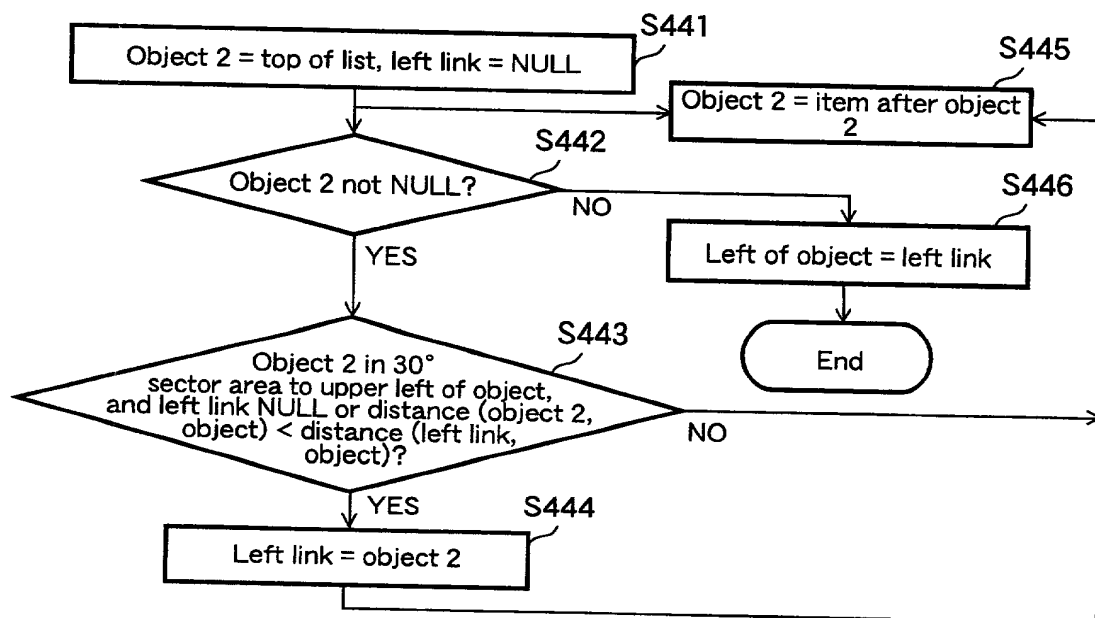 S441
Object 2 = top of list, left link = NULL
S445
Object 2 = item after object
2
S442
Object 2 not NULL?
NO
YES
S446
Left of object = left link
End
S443
Object 2 in 30°
sector area to upper left of object,
and left link NULL or distance (object 2,
object) < distance (left link,
object)?
NO
YES
S444
Left link = object 2